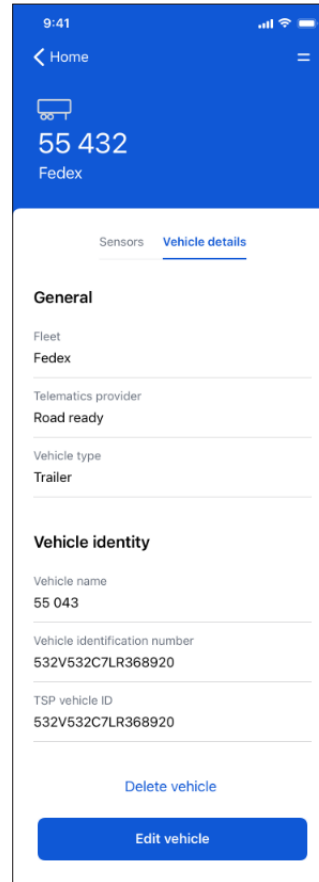 9:41
Home
55 432
Fedex
Sensors Vehicle details
General
Fleet
Fedex
Telematics provider
Road ready
Vehicle type
Trailer
Vehicle identity
Vehicle name
55 043
Vehicle identification number
532V532C7LR368920
TSP vehicle ID
532V532C7LR368920
Delete vehicle
Edit vehicle